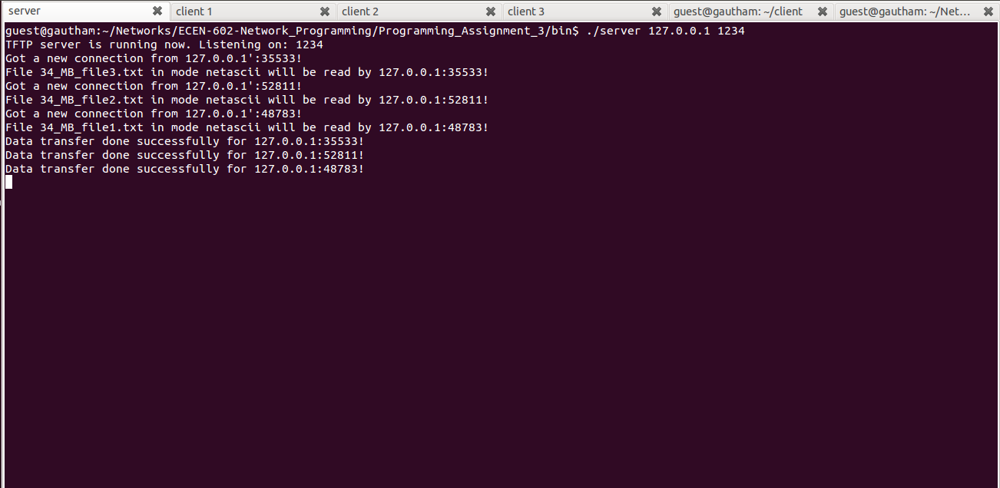 server client 1 client 2 client 3 guest@gautham: ~/client guest@gautham: ~/Net...
guest@gautham:~/Networks/ECEN-602-Network_Programming/Programming_Assignment_3/bin$ ./server 127.0.0.1 1234
TFTP server is running now. Listening on: 1234
Got a new connection from 127.0.0.1':35533!
File 34_MB_file3.txt in mode netascii will be read by 127.0.0.1:35533!
Got a new connection from 127.0.0.1':52811!
File 34_MB_file2.txt in mode netascii will be read by 127.0.0.1:52811!
Got a new connection from 127.0.0.1':48783!
File 34_MB_file1.txt in mode netascii will be read by 127.0.0.1:48783!
Data transfer done successfully for 127.0.0.1:35533!
Data transfer done successfully for 127.0.0.1:52811!
Data transfer done successfully for 127.0.0.1:48783!